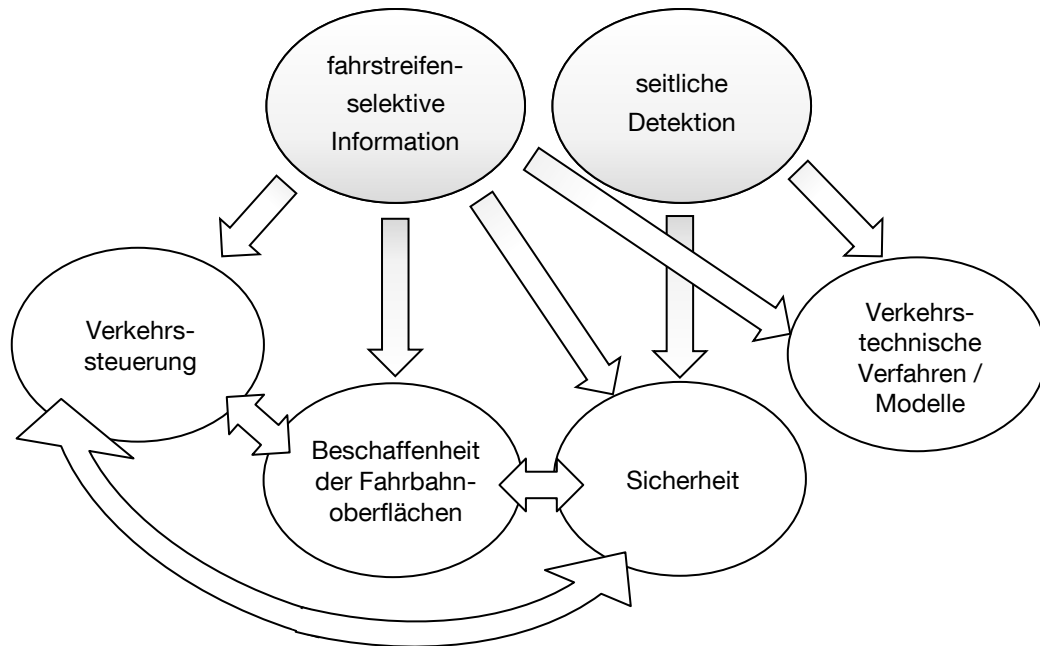 fahrstreifen-
selektive
Information
seitliche
Detektion
Verkehrs-
steuerung
Beschaffenheit
der Fahrbahn-
oberflächen
Sicherheit
Verkehrs-
technische
Verfahren /
Modelle